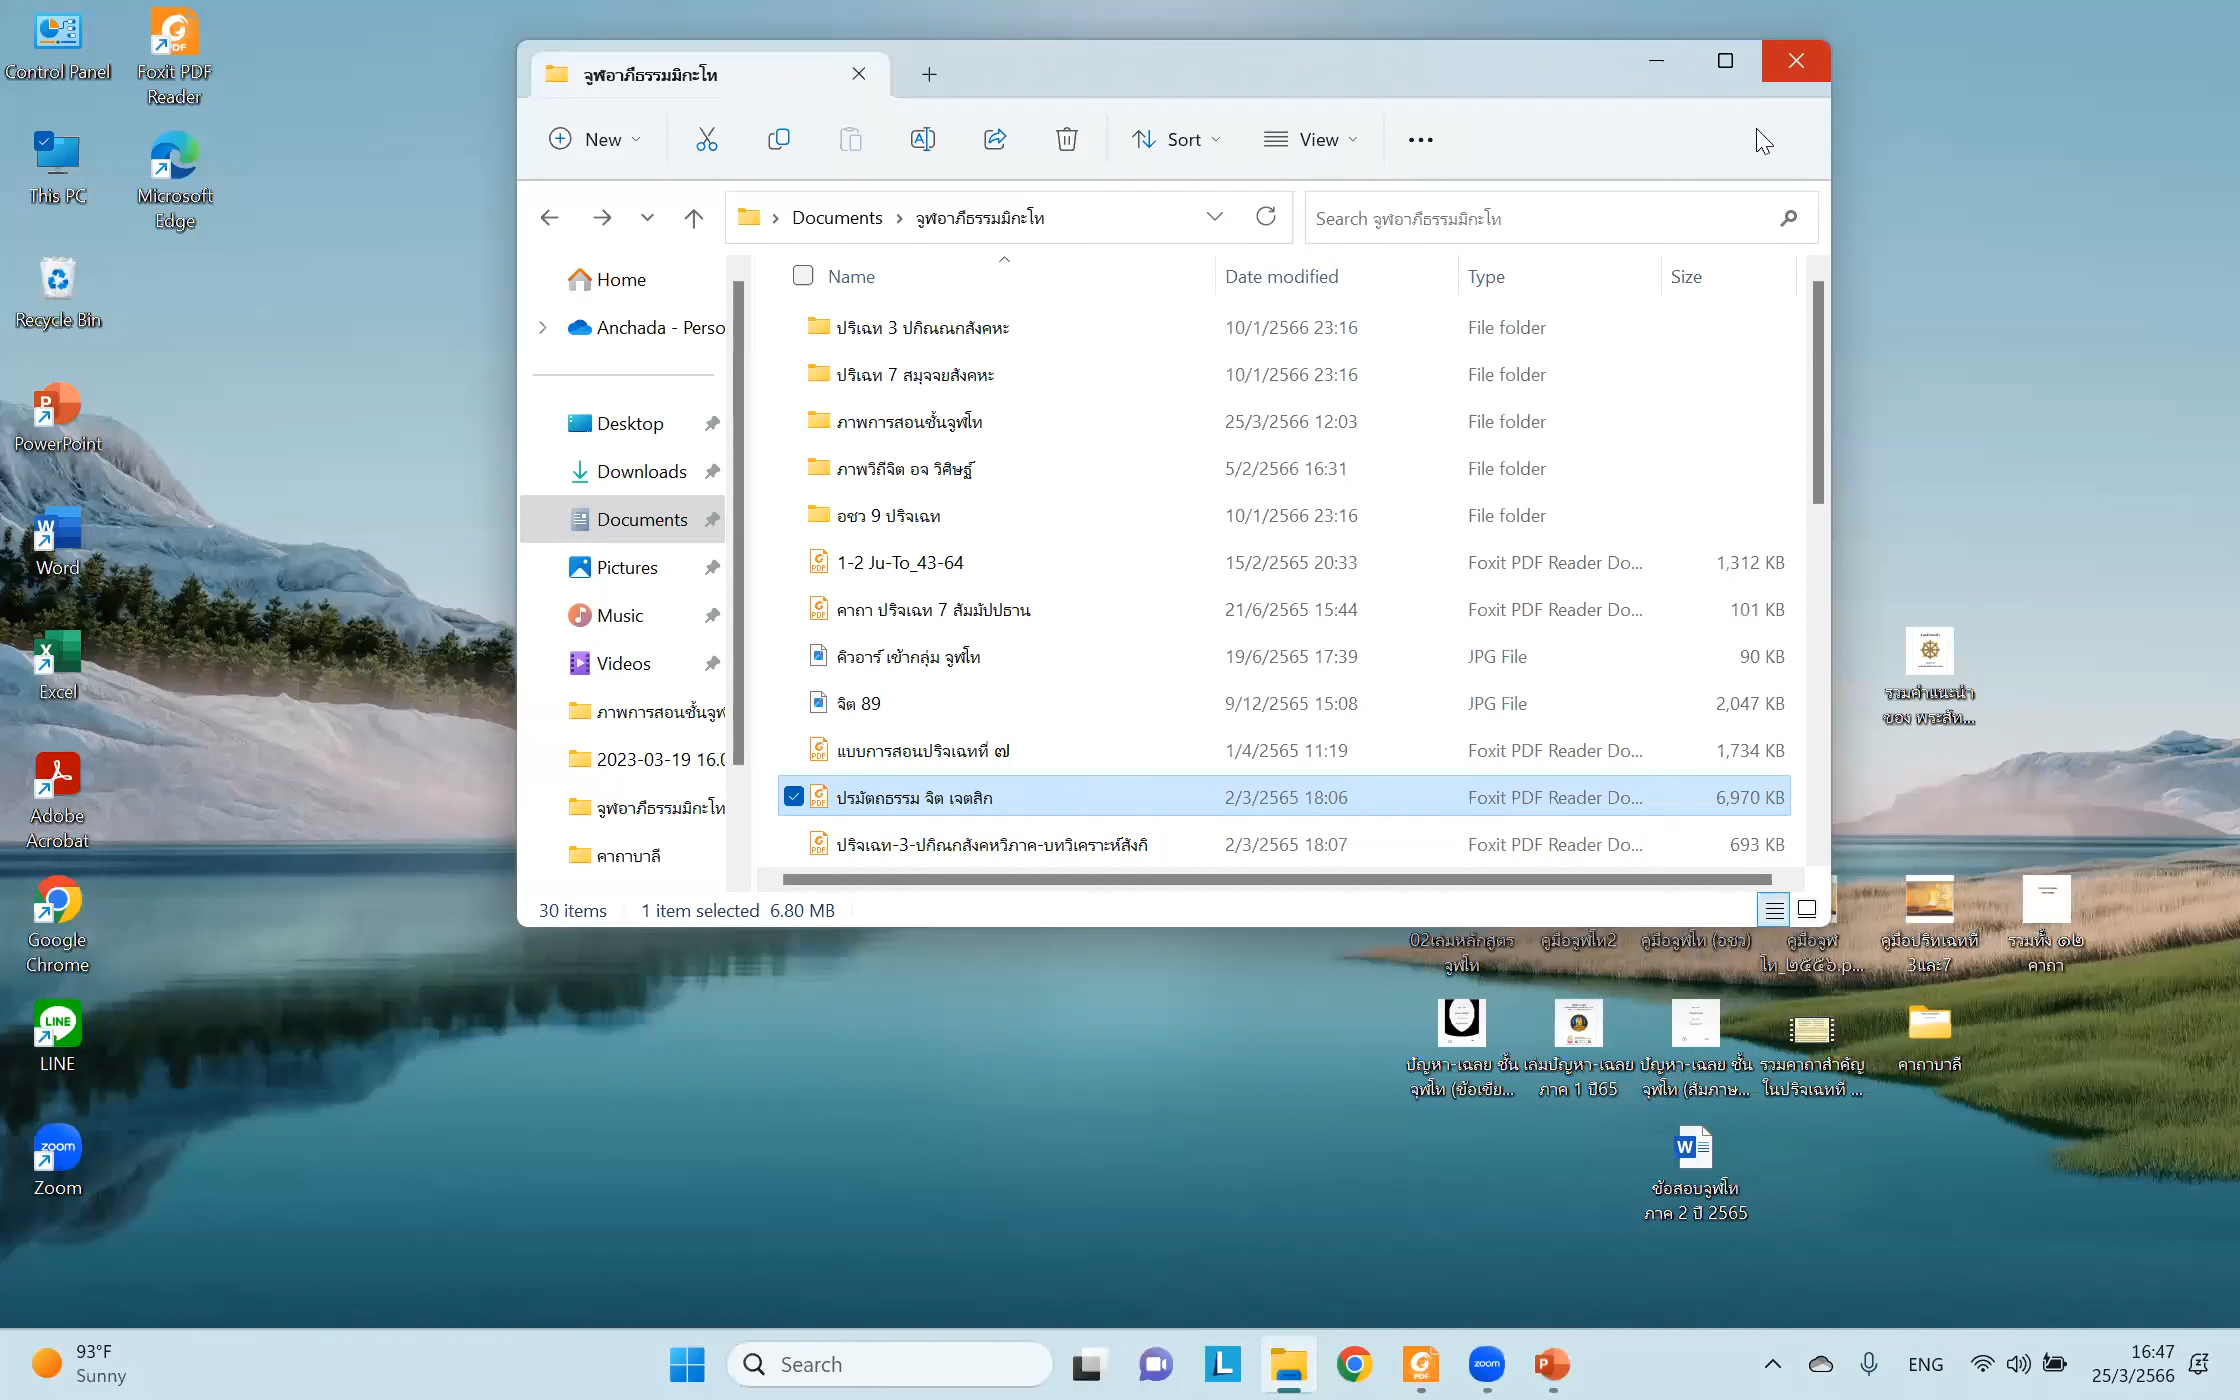 Control Panel
Foxit PDF
Reader
This PC
Microsoft
Edge
Recycle Bin
PowerPoint
Word
Excel
Adobe
Acrobat
Google
Chrome
LINE
Zoom
จูฬอาภิธรรมมิกะโท
New
Sort
View
Documents
จูฬอาภิธรรมมิกะโท
Search จูฬอาภิธรรมมิกะโท
Home
Anchada - Perso
Desktop
Downloads
Documents
Pictures
Music
Videos
ภาพการสอนชั้นจูฬ
2023-03-19 16.0
จูฬอาภิธรรมมิกะโท
คาถาบาลี
Name Date modified Type Size
ปริเฉท 3 ปกิณณกสังคหะ 10/1/2566 23:16 File folder
ปริเฉท 7 สมุจจยสังคหะ 10/1/2566 23:16 File folder
ภาพการสอนชั้นจูฬโท 25/3/2566 12:03 File folder
ภาพวิถีจิต อจ วิศิษฐ์ 5/2/2566 16:31 File folder
อชว 9 ปริจเฉท 10/1/2566 23:16 File folder
1-2 Ju-To_43-64 15/2/2565 20:33 Foxit PDF Reader Do... 1,312 KB
คาถา ปริจเฉท 7 สัมมัปปธาน 21/6/2565 15:44 Foxit PDF Reader Do... 101 KB
คิวอาร์ เข้ากลุ่ม จูฬโท 19/6/2565 17:39 JPG File 90 KB
จิต 89 9/12/2565 15:08 JPG File 2,047 KB
แบบการสอนปริจเฉทที่ ๗ 1/4/2565 11:19 Foxit PDF Reader Do... 1,734 KB
ปรมัตถธรรม จิต เจตสิก 2/3/2565 18:06 Foxit PDF Reader Do... 6,970 KB
ปริจเฉท-3-ปกิณกสังคหวิภาค-บทวิเคราะห์สังกิ 2/3/2565 18:07 Foxit PDF Reader Do... 693 KB
30 items 1 item selected 6.80 MB
รวมคำแนะนำ
ของ พระสัท...
02เล่มหลักสูตร
จูฬโท
คู่มือจูฬโท2
คู่มือจูฬโท (อชว)
คู่มือจูฬ
โท_๒๕๕๖.p...
คู่มือปริทเฉทที่
3และ7
รวมทั้ง ๑๒
คาถา
ปัญหา-เฉลย ชั้น
จูฬโท (ข้อเขีย...
เล่มปัญหา-เฉลย
ภาค 1 ปี65
ปัญหา-เฉลย ชั้น
จูฬโท (สัมภาษ...
รวมคาถาสำคัญ
ในปริจเฉทที่ ...
คาถาบาลี
ข้อสอบจูฬโท
ภาค 2 ปี 2565
93°F
Sunny
Search
zoom
ENG
16:47
25/3/2566